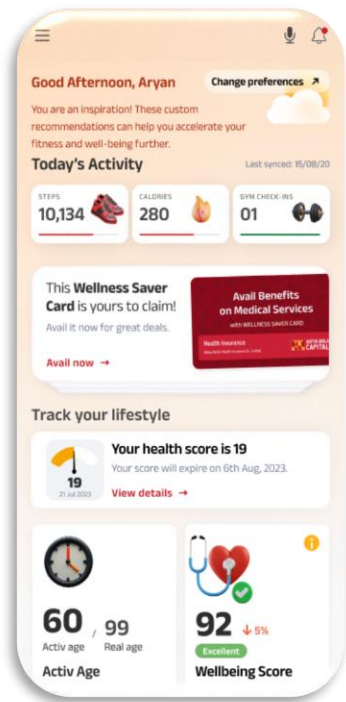 Good Afternoon, Aryan
Change preferences ↗
You are an inspiration! These custom
recommendations can help you accelerate your
fitness and well-being further.
Today's Activity
Last synced: 15/08/20
STEPS
10,134
CALORIES
280
GYM CHECK-INS
01
This Wellness Saver
Card is yours to claim!
Avail it now for great deals.
Avail now →
Avail Benefits
on Medical Services
with WELLNESS SAVER CARD
Health Insurance
CAPITAL
Track your lifestyle
19
21 Jul 2023
Your health score is 19
Your score will expire on 6th Aug, 2023.
View details →
60 / 99
Activ age Real age
Activ Age
92 ↓ 5%
Excellent
Wellbeing Score